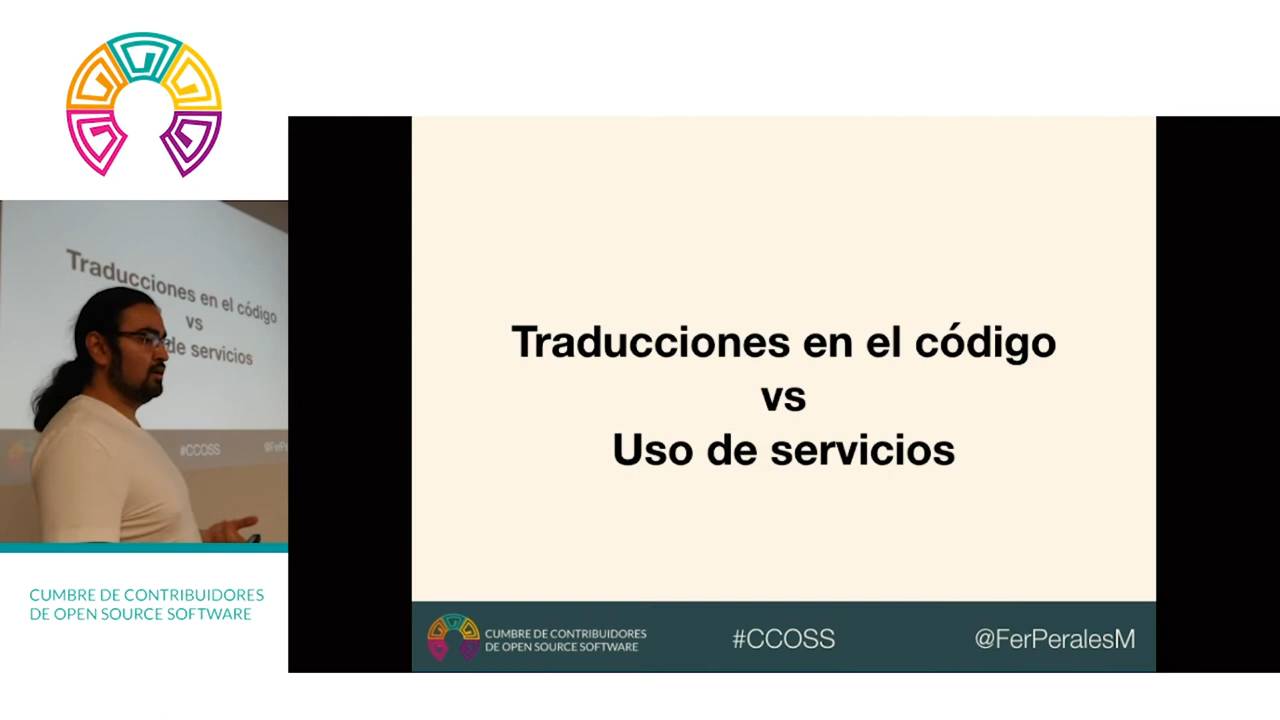 Traducciones en el código
vs
de servicios
#CCOSS
@FerPe
CUMBRE DE CONTRIBUIDORES
DE OPEN SOURCE SOFTWARE
Traducciones en el código
vs
Uso de servicios
CUMBRE DE CONTRIBUIDORES
DE OPEN SOURCE SOFTWARE
#CCOSS
@FerPeralesM